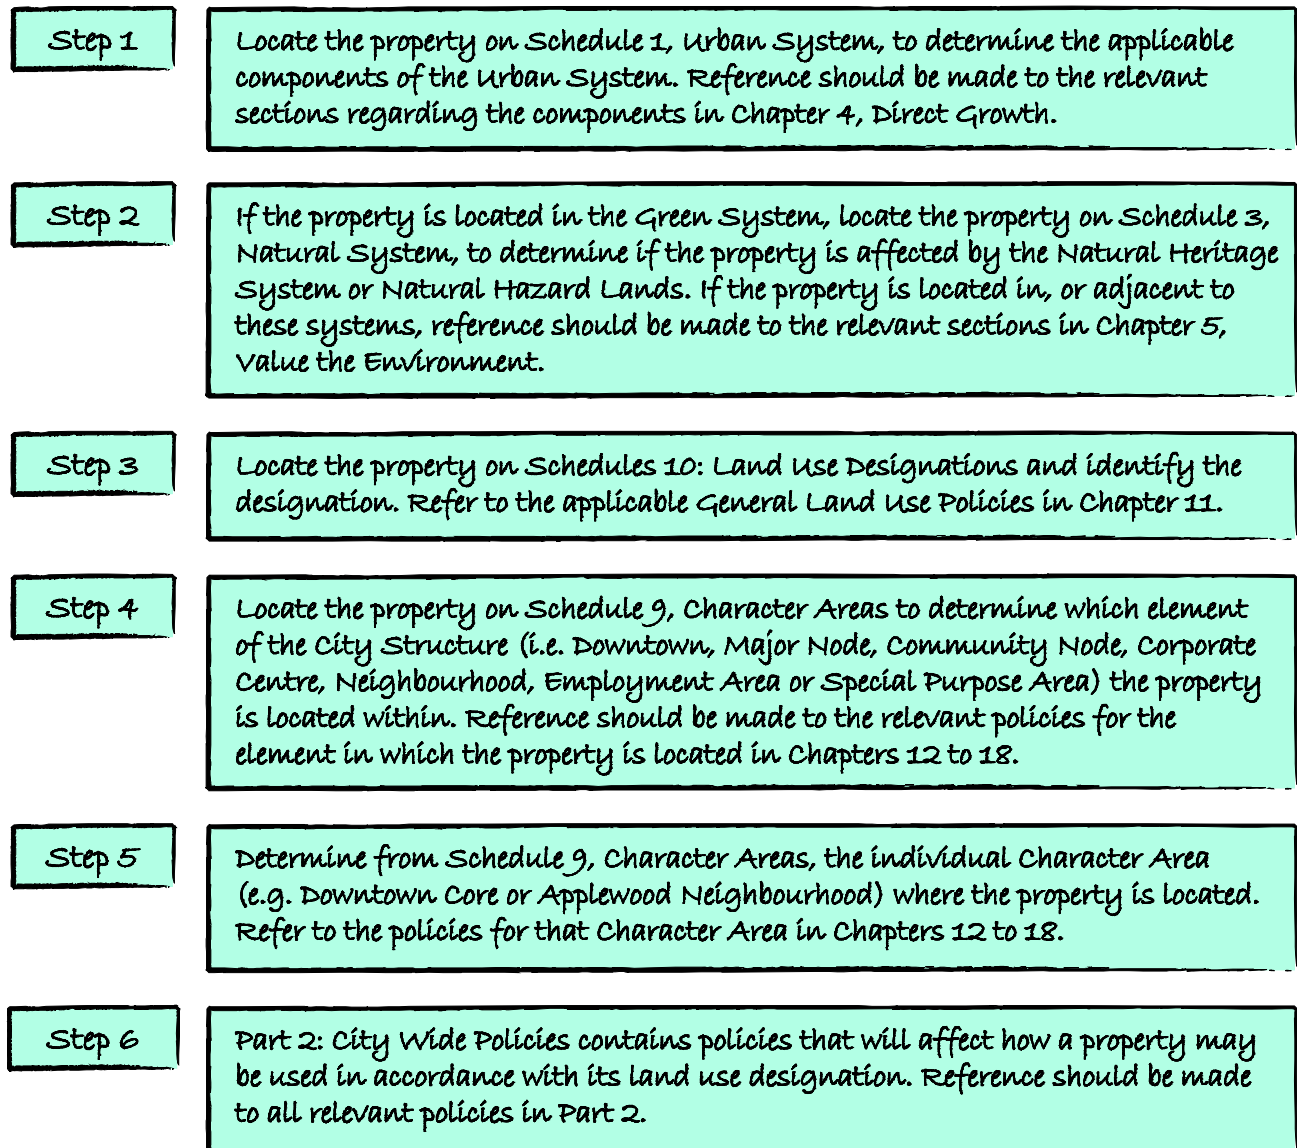 Step 1
Locate the property on Schedule 1, Urban System, to determine the applicable
components of the Urban System. Reference should be made to the relevant
sections regarding the components in Chapter 4, Direct Growth.
Step 2
If the property is located in the Green System, locate the property on Schedule 3,
Natural System, to determine if the property is affected by the Natural Heritage
System or Natural Hazard Lands. If the property is located in, or adjacent to
these systems, reference should be made to the relevant sections in Chapter 5,
Value the Environment.
Step 3
Locate the property on Schedules 10: Land Use Designations and identify the
designation. Refer to the applicable General Land Use Policies in Chapter 11.
Step 4
Locate the property on Schedule 9, Character Areas to determine which element
of the City Structure (i.e. Downtown, Major Node, Community Node, Corporate
Centre, Neighbourhood, Employment Area or Special Purpose Area) the property
is located within. Reference should be made to the relevant policies for the
element in which the property is located in Chapters 12 to 18.
Step 5
Determine from Schedule 9, Character Areas, the individual Character Area
(e.g. Downtown Core or Applewood Neighbourhood) where the property is located.
Refer to the policies for that Character Area in Chapters 12 to 18.
Step 6
Part 2: City Wide Policies contains policies that will affect how a property may
be used in accordance with its land use designation. Reference should be made
to all relevant policies in Part 2.